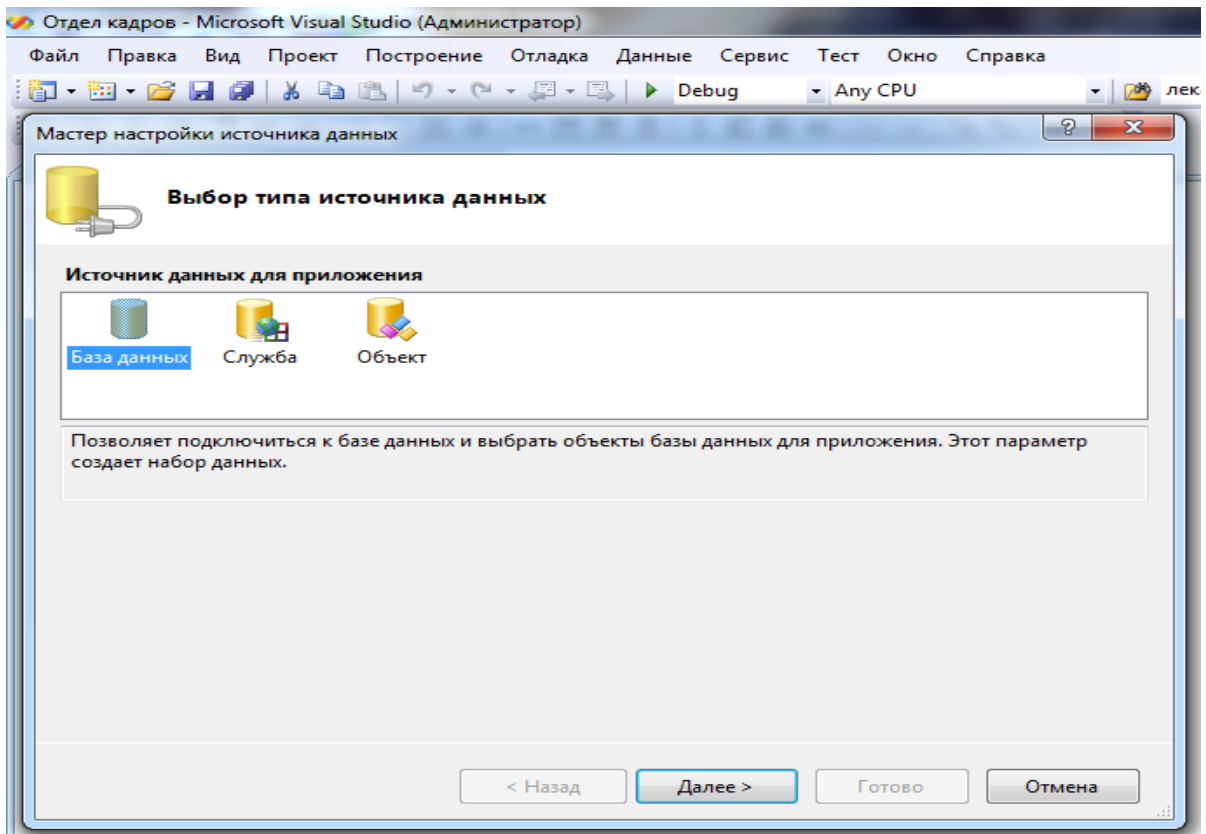 Отдел кадров - Microsoft Visual Studio (Администратор)
Файл Правка Вид Проект Построение Отладка Данные Сервис Тест Окно Справка
Debug Any CPU лек
Мастер настройки источника данных
Выбор типа источника данных
Источник данных для приложения
База данных Служба Объект
Позволяет подключиться к базе данных и выбрать объекты базы данных для приложения. Этот параметр
создает набор данных.
< Назад Далее > Готово Отмена